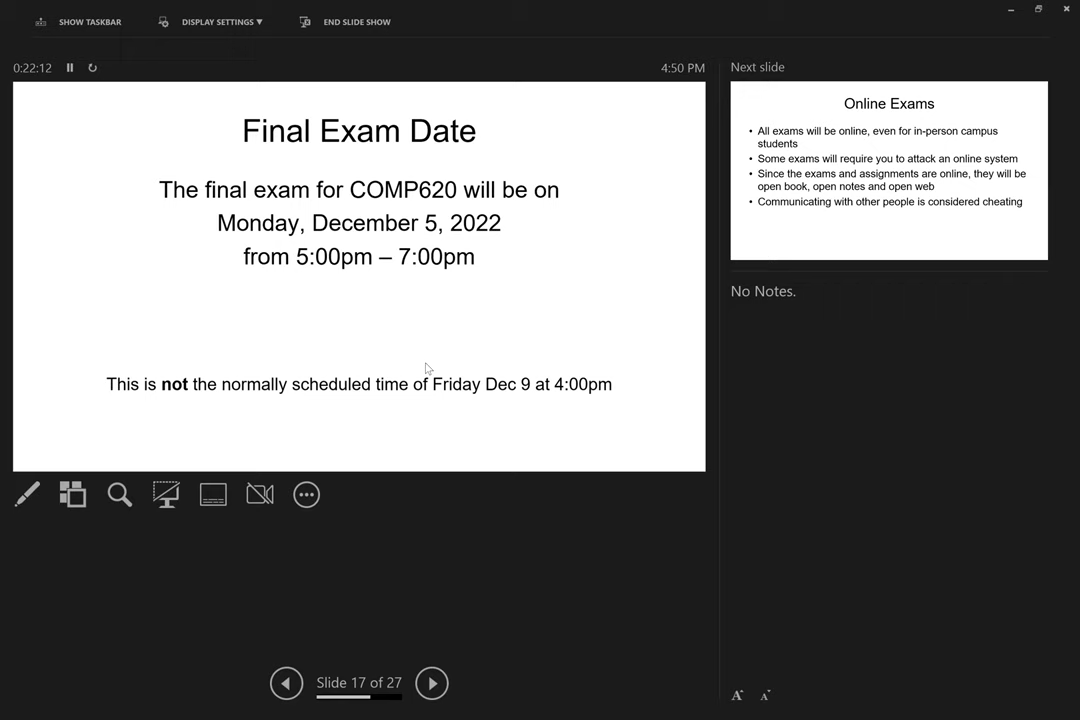 SHOW TASKBAR
DISPLAY SETTINGS ▼
END SLIDE SHOW
0:22:12
4:50 PM
Final Exam Date
The final exam for COMP620 will be on
Monday, December 5, 2022
from 5:00pm – 7:00pm
This is not the normally scheduled time of Friday Dec 9 at 4:00pm
Slide 17 of 27
Next slide
Online Exams
• All exams will be online, even for in-person campus
students
• Some exams will require you to attack an online system
• Since the exams and assignments are online, they will be
open book, open notes and open web
• Communicating with other people is considered cheating
No Notes.
A A